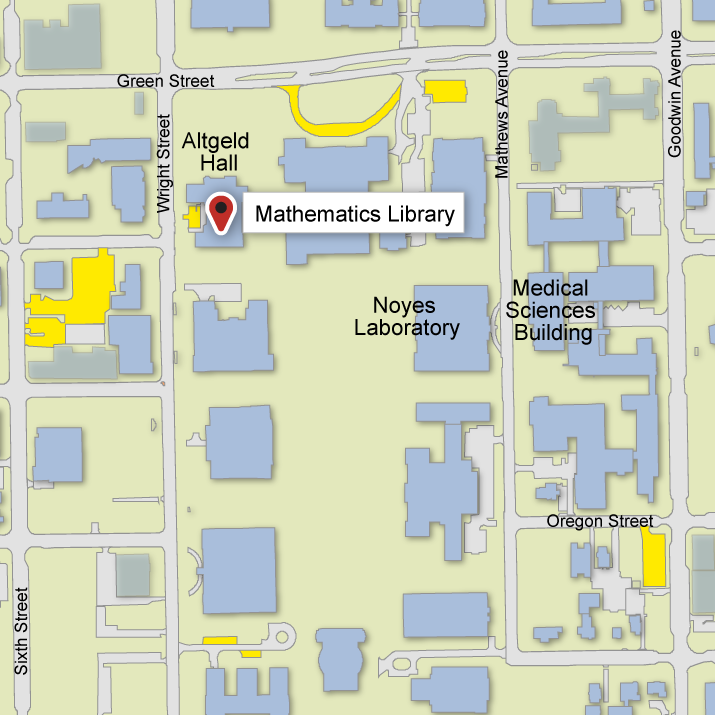 Green Street
Mathews Avenue
Goodwin Avenue
Wright Street
Altgeld
Hall
Mathematics Library
Noyes
Laboratory
Medical
Sciences
Building
Oregon Street
Sixth Street